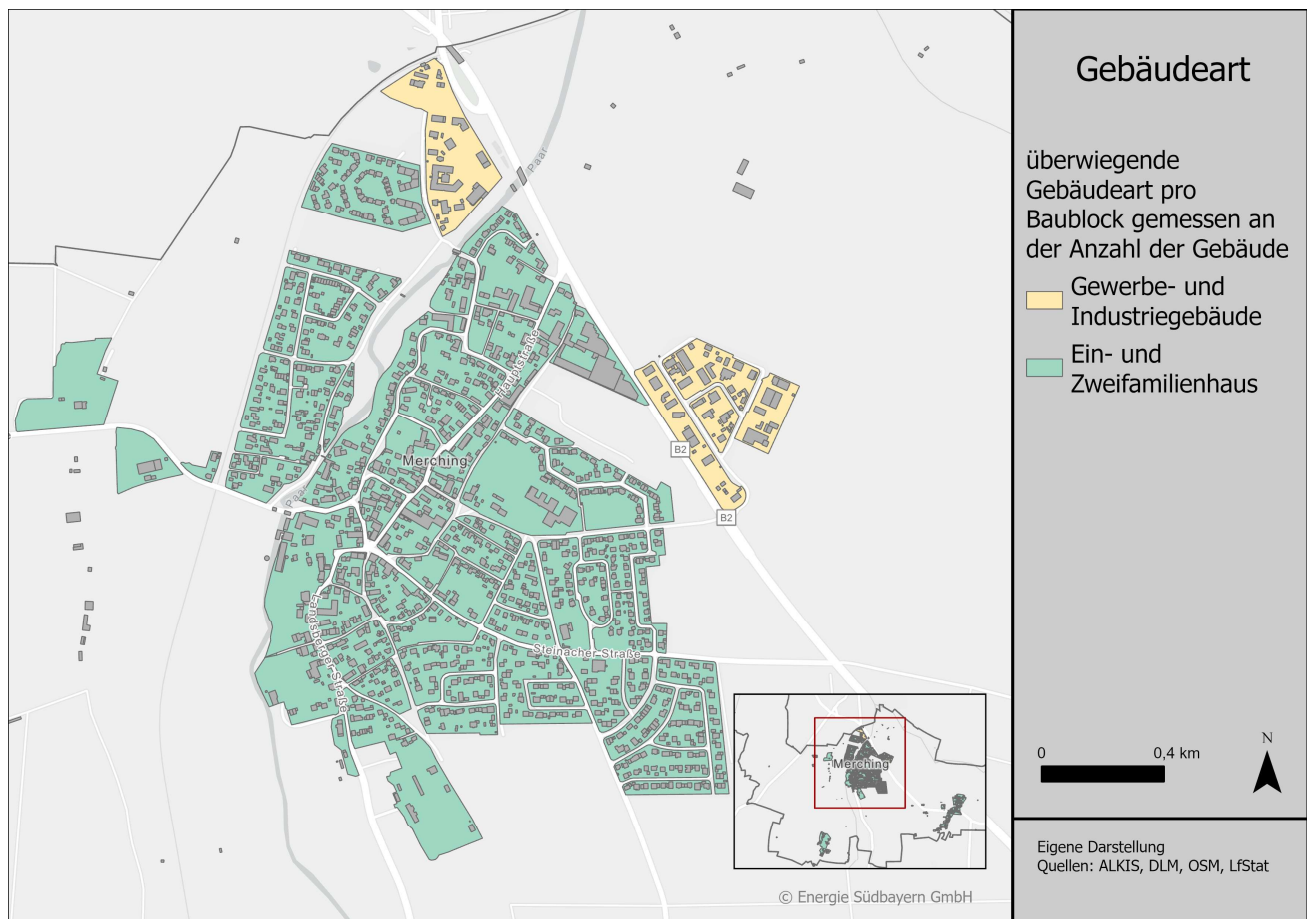 Gebäudeart
überwiegende
Gebäudeart pro
Baublock gemessen an
der Anzahl der Gebäude
Gewerbe- und
Industriegebäude
Ein- und
Zweifamilienhaus
Paar
Hauptstraße
B2
Merching
Paar
B2
Landsberger-Straße
Steinacher-Straße
Merching
© Energie Südbayern GmbH
0 0,4 km
N
Eigene Darstellung
Quellen: ALKIS, DLM, OSM, LfStat